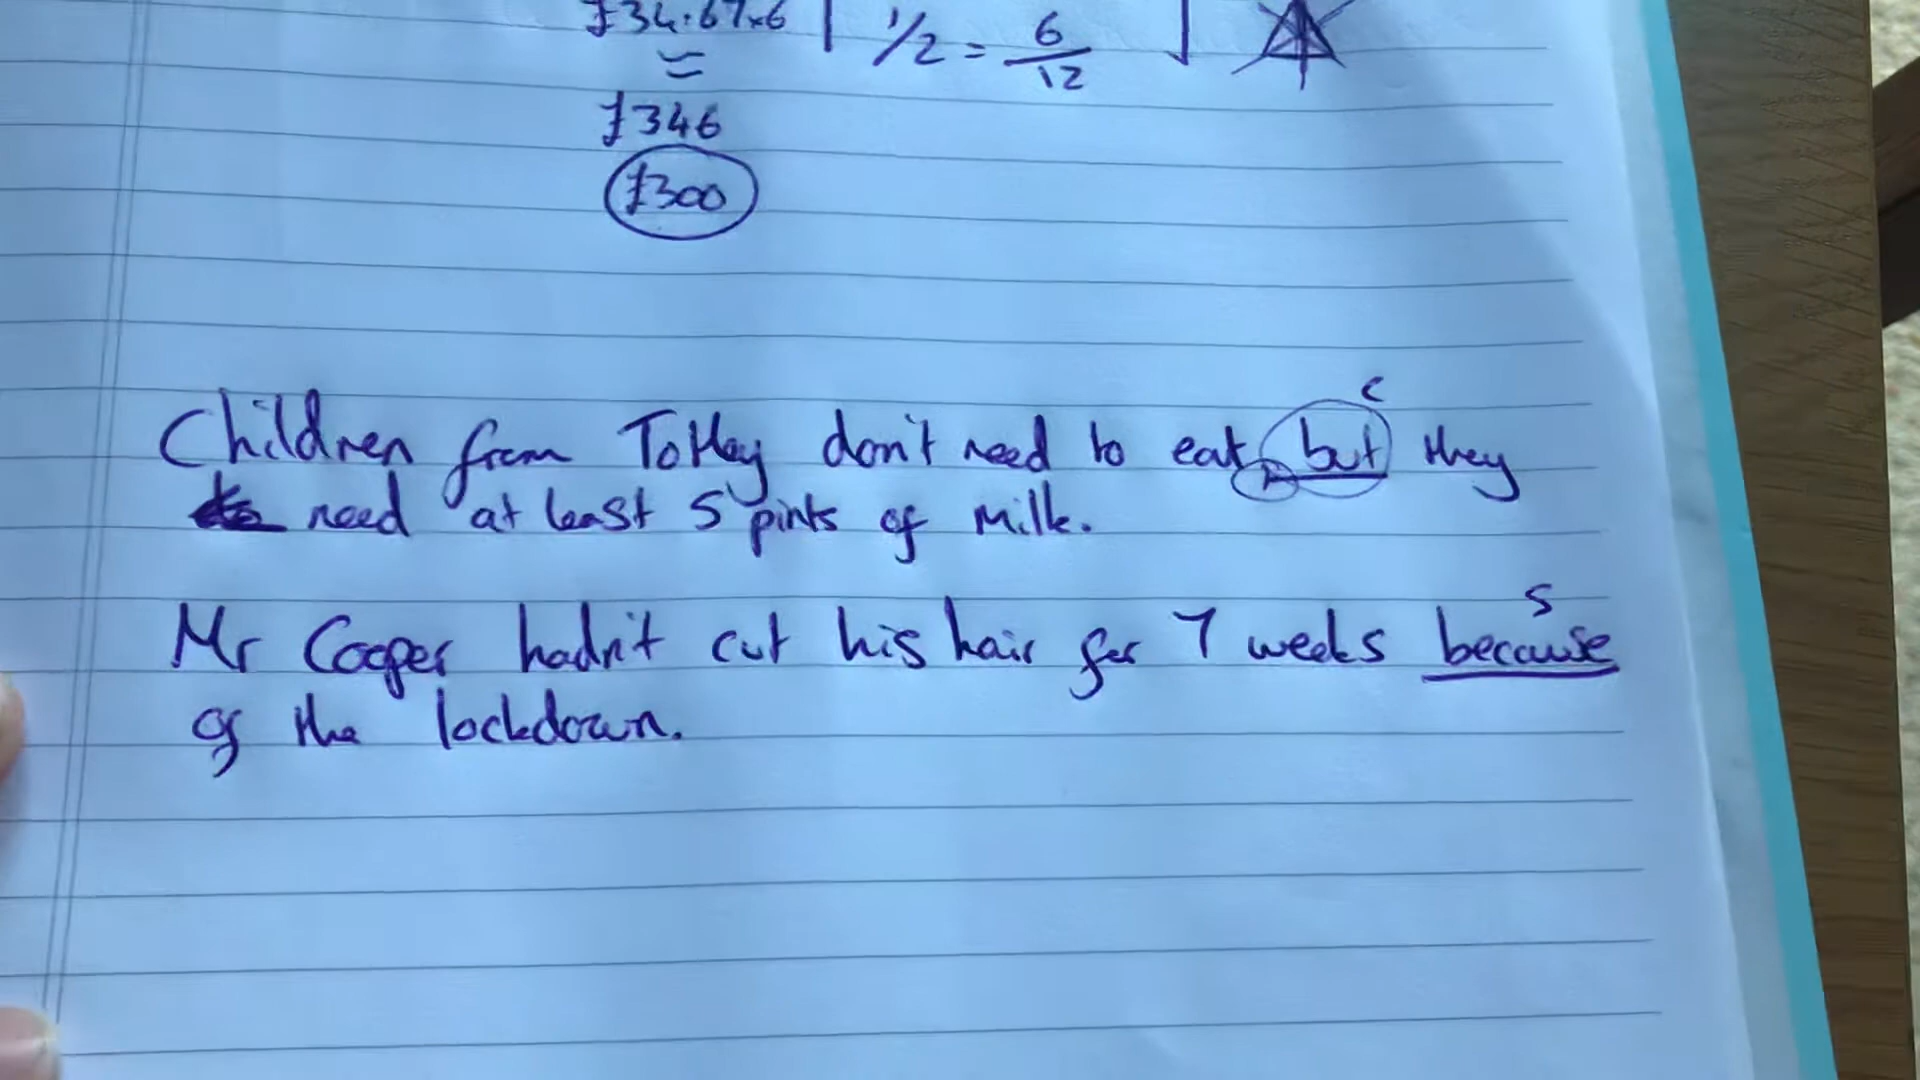 £34.67x6 1/2 = 6/12
≈
£346
£300
C
Children from Totley don't need to eat, but they
need at least 5 pints of milk.
S
Mr Cooper hadn't cut his hair for 7 weeks because
of the lockdown.